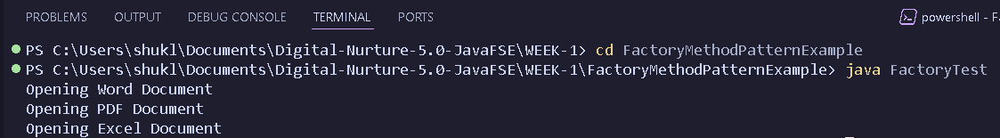 PROBLEMS OUTPUT DEBUG CONSOLE TERMINAL PORTS powershell - F
PS C:\Users\shukl\Documents\Digital-Nurture-5.0-JavaFSE\WEEK-1> cd FactoryMethodPatternExample
PS C:\Users\shukl\Documents\Digital-Nurture-5.0-JavaFSE\WEEK-1\FactoryMethodPatternExample> java FactoryTest
Opening Word Document
Opening PDF Document
Opening Excel Document